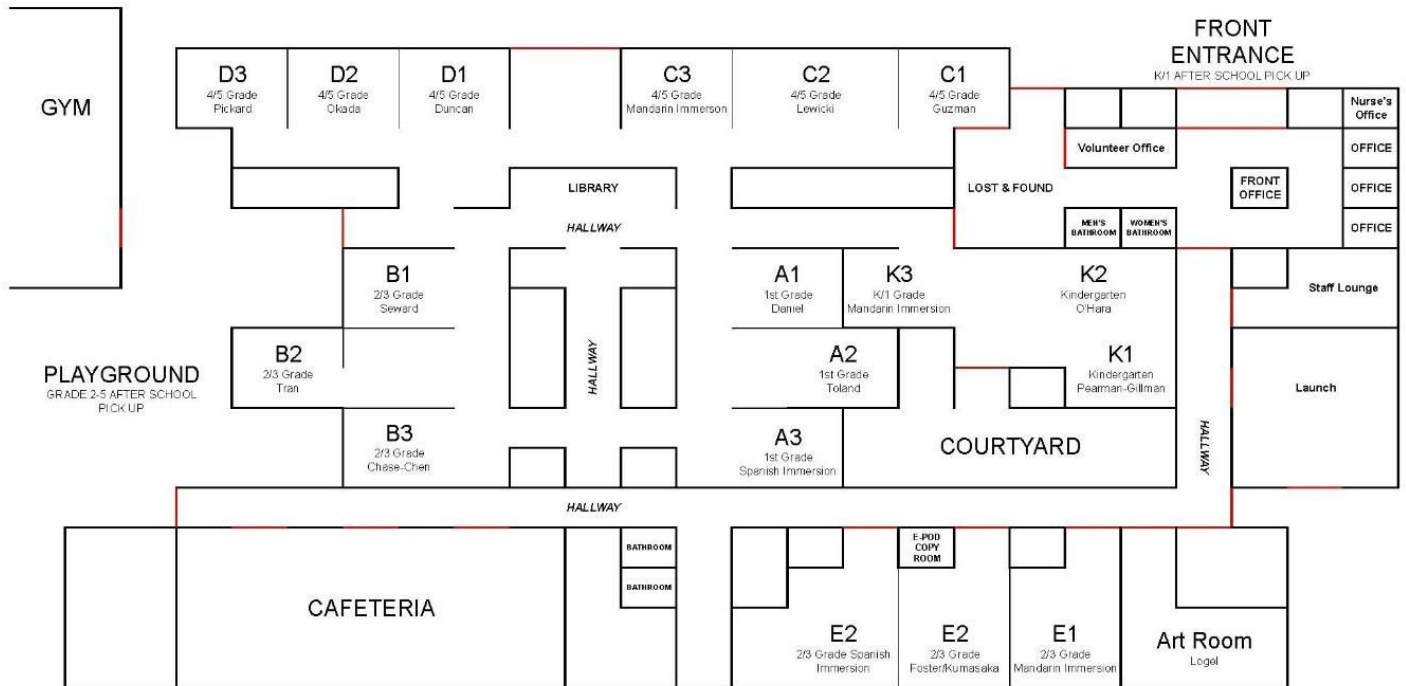 FRONT
ENTRANCE
K/1 AFTER SCHOOL PICK UP
GYM
D3
4/5 Grade
Pickard
D2
4/5 Grade
Okada
D1
4/5 Grade
Duncan
C3
4/5 Grade
Mandarin Immerson
C2
4/5 Grade
Lewicki
C1
4/5 Grade
Guzman
Nurse's
Office
Volunteer Office
OFFICE
LIBRARY
LOST & FOUND
FRONT
OFFICE
OFFICE
HALLWAY
MEN'S
BATHROOM
WOMEN'S
BATHROOM
OFFICE
B1
2/3 Grade
Seward
A1
1st Grade
Daniel
K3
K/1 Grade
Mandarin Immersion
K2
Kindergarten
O'Hara
Staff Lounge
PLAYGROUND
GRADE 2-5 AFTER SCHOOL
PICK UP
B2
2/3 Grade
Tran
HALLWAY
A2
1st Grade
Toland
K1
Kindergarten
Pearman-Gillman
Launch
B3
2/3 Grade
Chase-Chen
A3
1st Grade
Spanish Immersion
COURTYARD
HALLWAY
HALLWAY
BATHROOM
BATHROOM
E-POD
COPY
ROOM
CAFETERIA
E2
2/3 Grade Spanish
Immersion
E2
2/3 Grade
Foster/Kumasaka
E1
2/3 Grade
Mandarin Immersion
Art Room
Logel